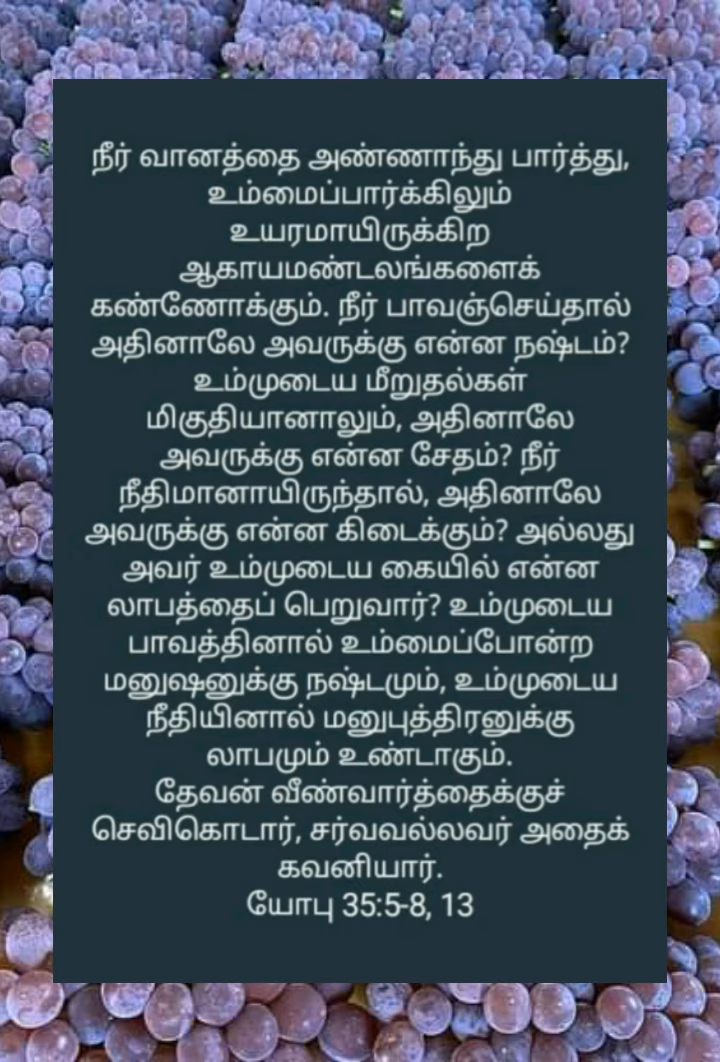 நீர் வானத்தை அண்ணாந்து பார்த்து,
உம்மைப்பார்க்கிலும்
உயரமாயிருக்கிற
ஆகாயமண்டலங்களைக்
கண்ணோக்கும். நீர் பாவஞ்செய்தால்
அதினாலே அவருக்கு என்ன நஷ்டம்?
உம்முடைய மீறுதல்கள்
மிகுதியானாலும், அதினாலே
அவருக்கு என்ன சேதம்? நீர்
நீதிமானாயிருந்தால், அதினாலே
அவருக்கு என்ன கிடைக்கும்? அல்லது
அவர் உம்முடைய கையில் என்ன
லாபத்தைப் பெறுவார்? உம்முடைய
பாவத்தினால் உம்மைப்போன்ற
மனுஷனுக்கு நஷ்டமும், உம்முடைய
நீதியினால் மனுபுத்திரனுக்கு
லாபமும் உண்டாகும்.
தேவன் வீண்வார்த்தைக்குச்
செவிகொடார், சர்வவல்லவர் அதைக்
கவனியார்.
யோபு 35:5-8, 13